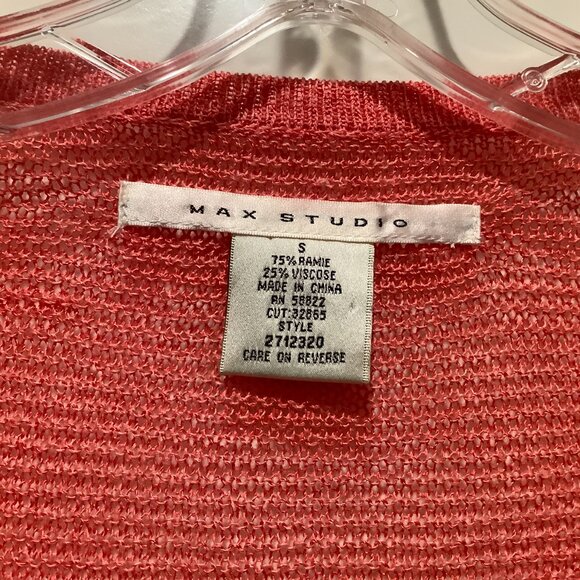 MAX STUDIO
S
75% RAMIE
25% VISCOSE
MADE IN CHINA
RN 58822
CUT:32865
STYLE
2712320
CARE ON REVERSE